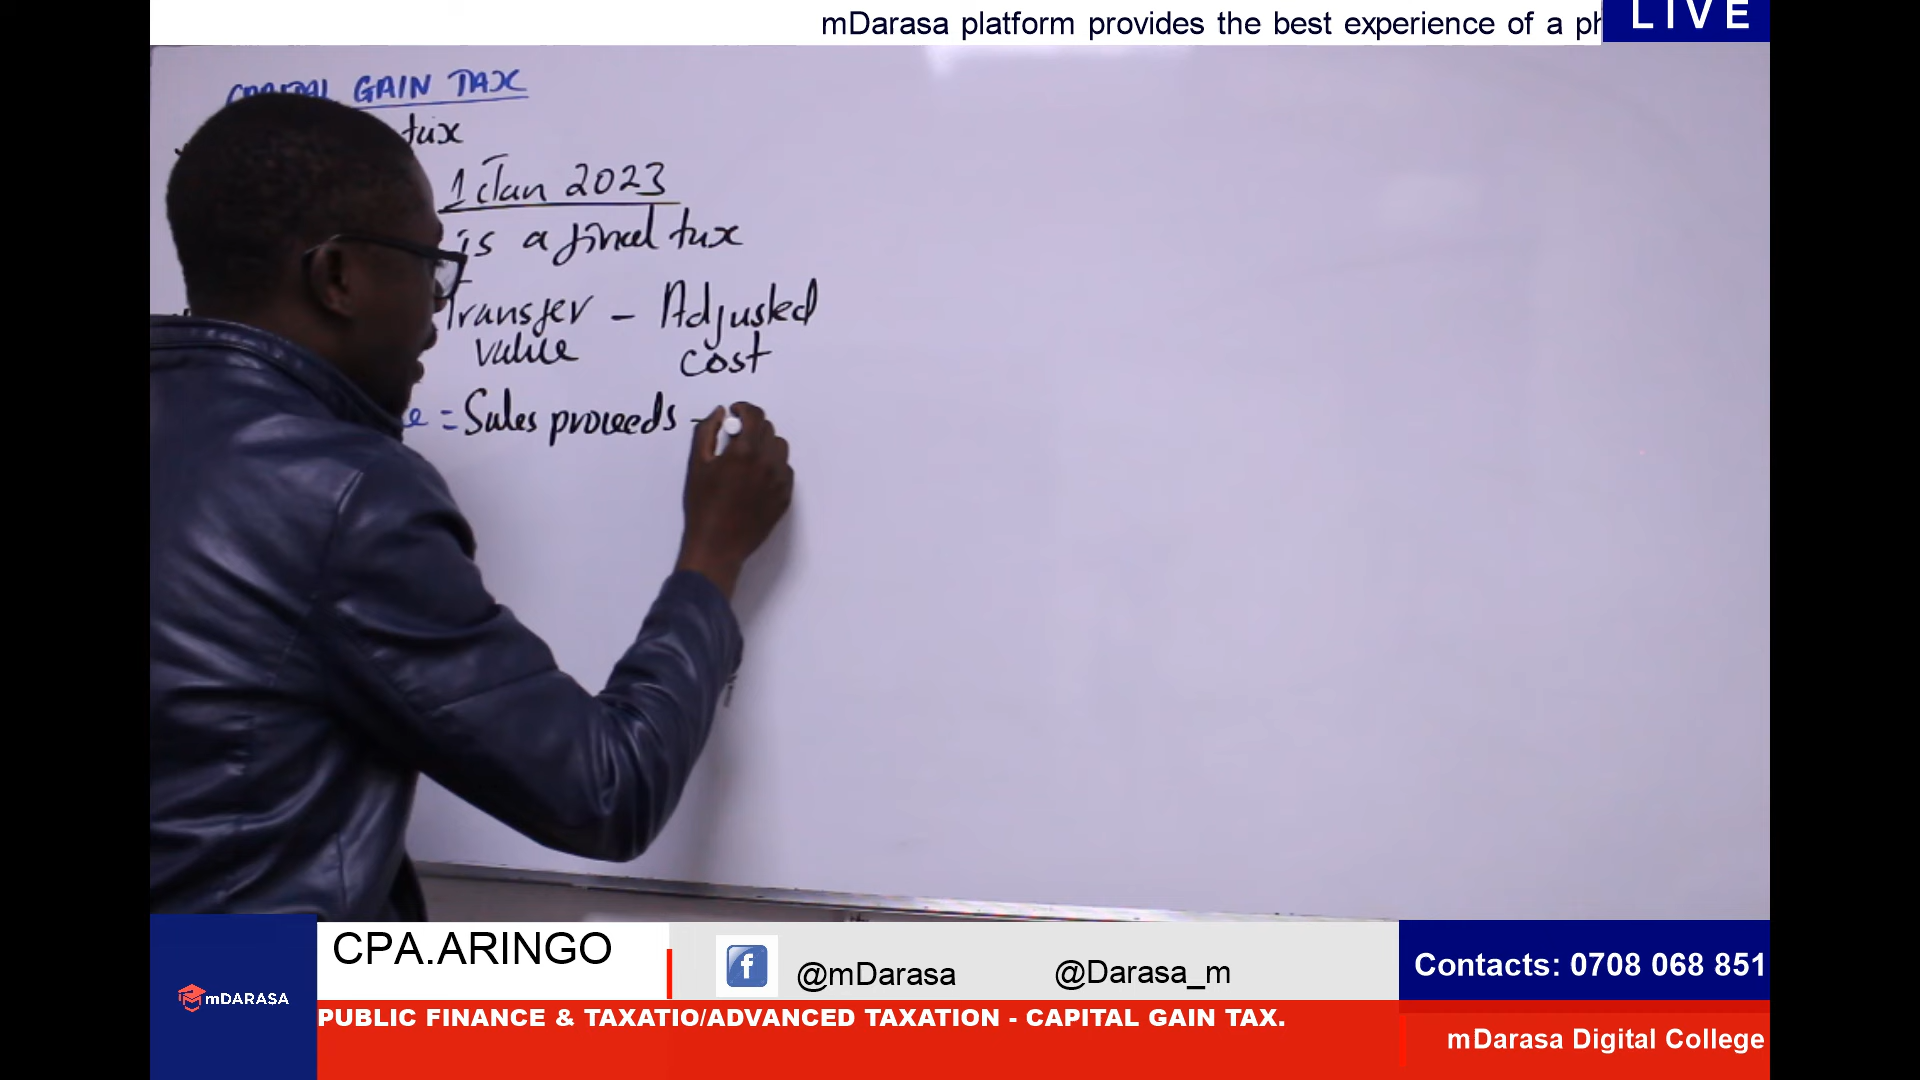 mDarasa platform provides the best experience of a ph
LIVE
CAPITAL GAIN TAX
tax
1 Jan 2023
is a final tax
Transfer - Adjusted
value cost
e = Sales proceeds -
mDARASA
CPA.ARINGO
f
@mDarasa
@Darasa_m
Contacts: 0708 068 851
PUBLIC FINANCE & TAXATIO/ADVANCED TAXATION - CAPITAL GAIN TAX.
mDarasa Digital College